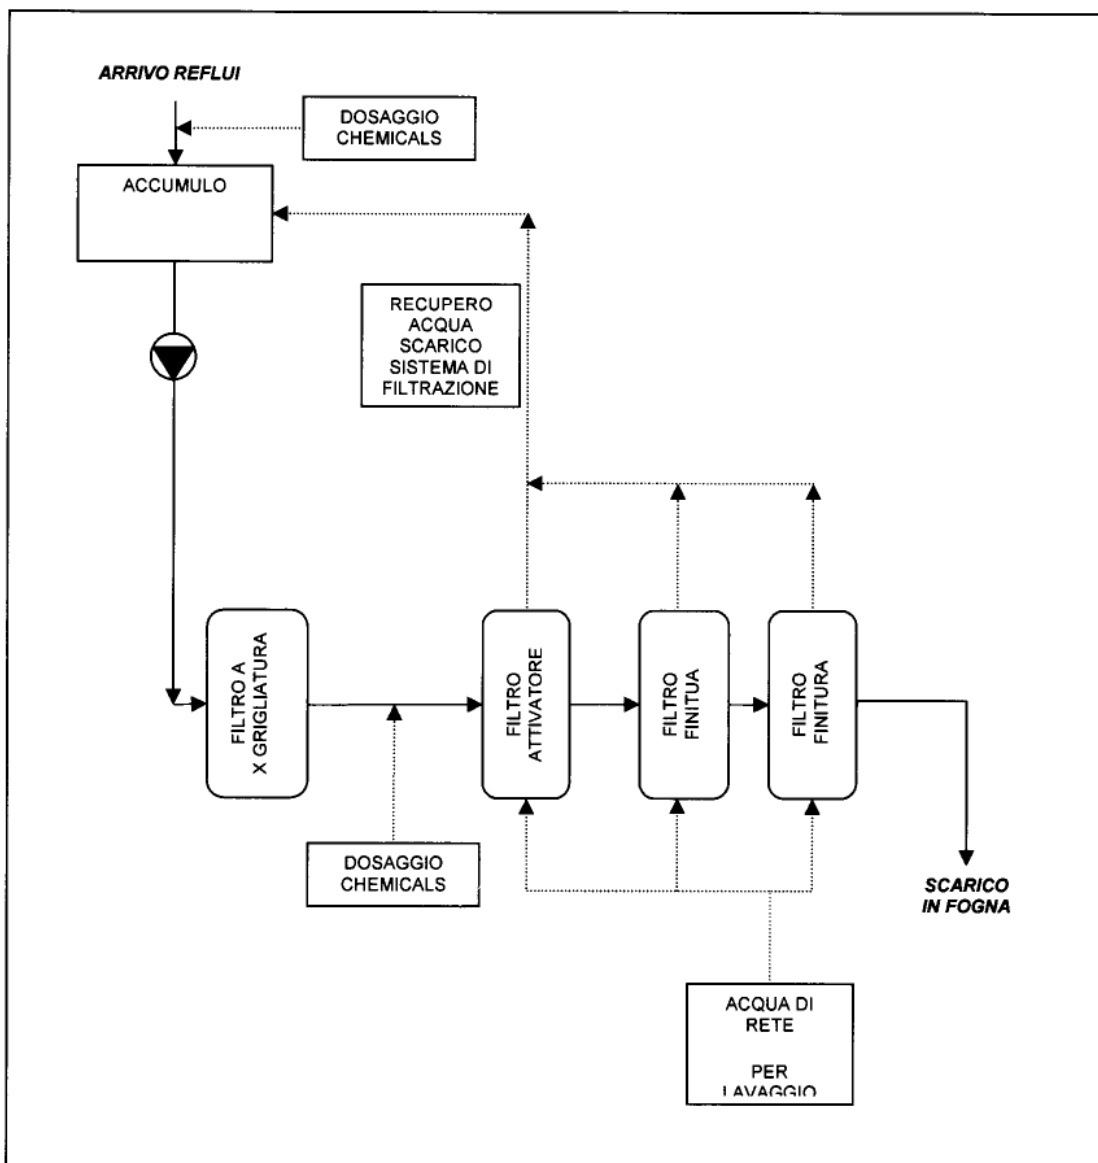 ARRIVO REFLUI
DOSAGGIO
CHEMICALS
ACCUMULO
RECUPERO
ACQUA
SCARICO
SISTEMA DI
FILTRAZIONE
FILTRO A
X GRIGLIATURA
FILTRO
ATTIVATORE
FILTRO
FINITUA
FILTRO
FINITURA
DOSAGGIO
CHEMICALS
SCARICO
IN FOGNA
ACQUA DI
RETE
PER
LAVAGGIO